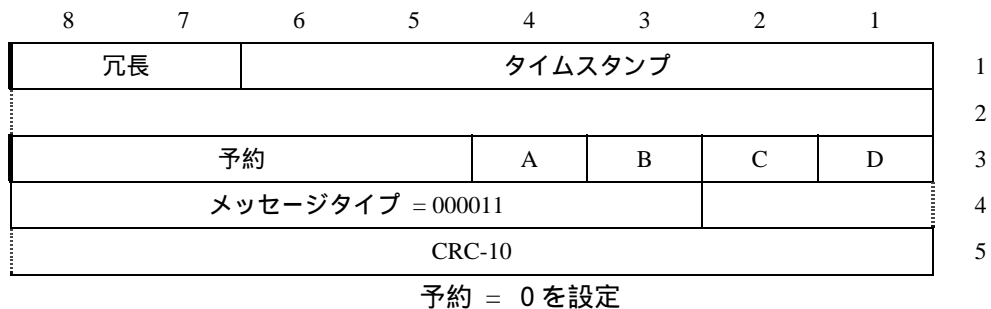 8 7 6 5 4 3 2 1
冗長 タイムスタンプ 1
2
予約 A B C D 3
メッセージタイプ = 000011 4
CRC-10 5
予約 = 0を設定